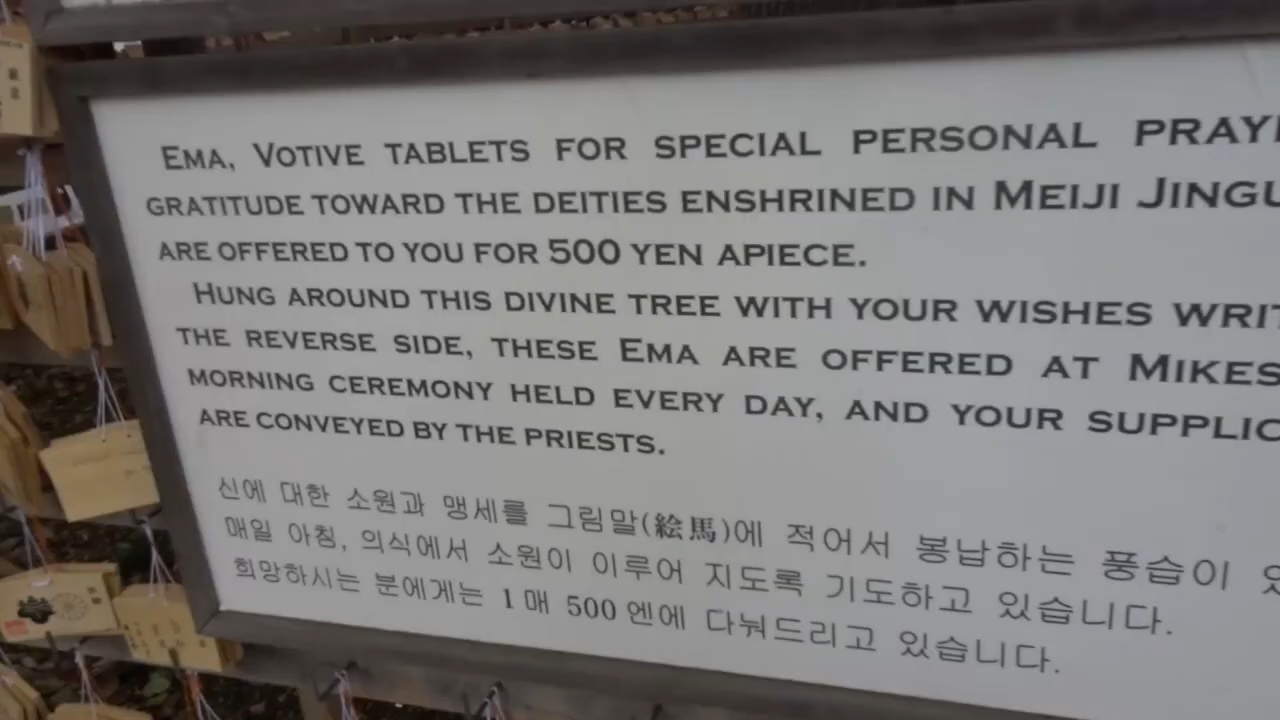 EMA, VOTIVE TABLETS FOR SPECIAL PERSONAL
GRATITUDE TOWARD THE DEITIES ENSHRINED IN MEIJI
ARE OFFERED TO YOU FOR 500 YEN APIECE.
HUNG AROUND THIS DIVINE TREE WITH YOUR WISHES
THE REVERSE SIDE, THESE EMA ARE OFFERED AT
MORNING CEREMONY HELD EVERY DAY, AND YOUR
ARE CONVEYED BY THE PRIESTS.
신에 대한 소원과 맹세를 그림말(絵馬)에 적어서 봉납하는 풍습이
매일 아침, 의식에서 소원이 이루어 지도록 기도하고 있습니다.
희망하시는 분에게는 1매 500엔에 다눠드리고 있습니다.